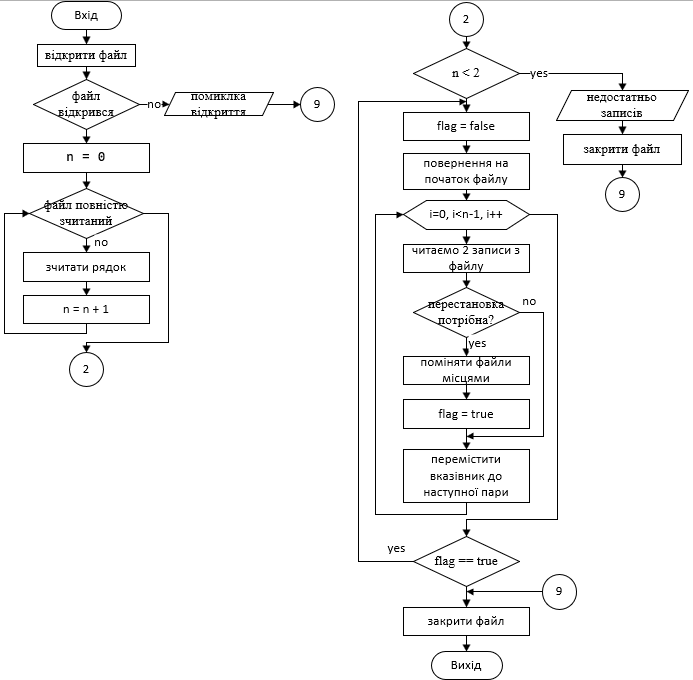 Вхід
відкрити файл
файл
відкрився
no
помиклка
відкриття
9
n = 0
файл повністю
зчитаний
no
зчитати рядок
n = n + 1
2
2
n < 2
yes
недостатньо
записів
закрити файл
9
flag = false
повернення на
початок файлу
i=0, i<n-1, i++
читаємо 2 записи з
файлу
перестановка
потрібна?
no
yes
поміняти файли
місцями
flag = true
перемістити
вказівник до
наступної пари
yes
flag == true
9
закрити файл
Вихід